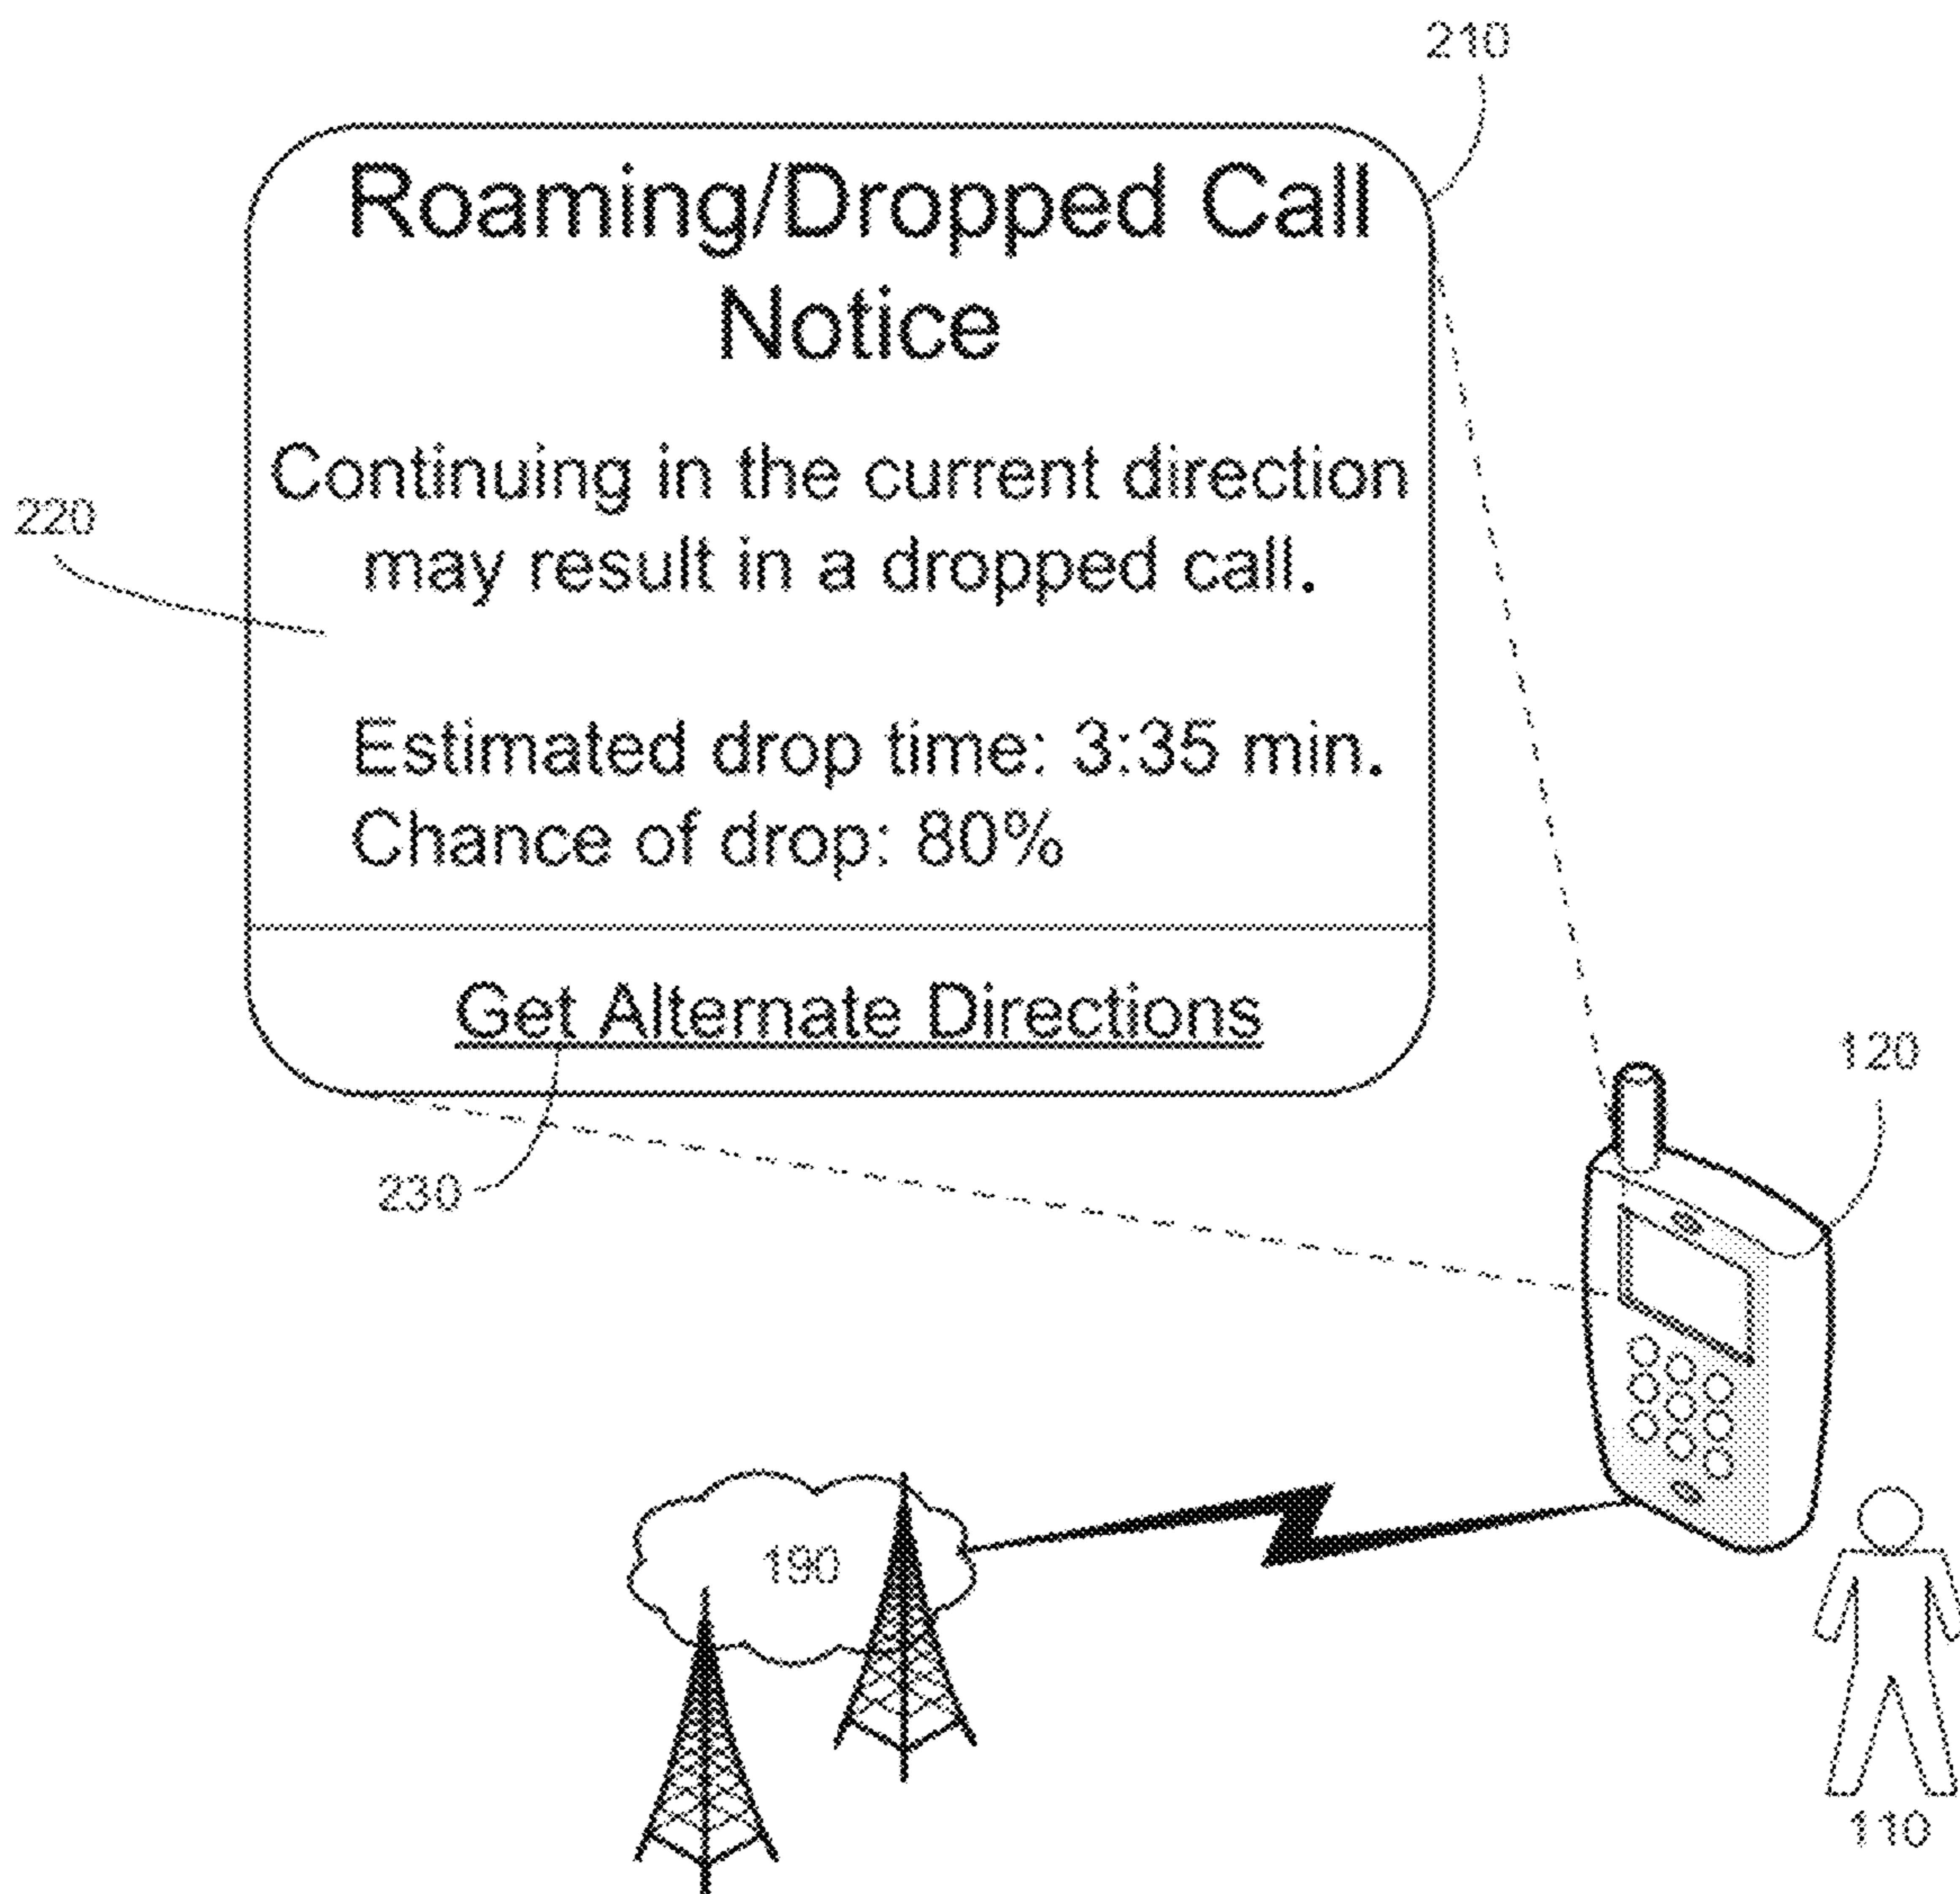 210
Roaming/Dropped Call
Notice
Continuing in the current direction
may result in a dropped call.
220
Estimated drop time: 3:35 min.
Chance of drop: 80%
Get Alternate Directions
230
120
190
110